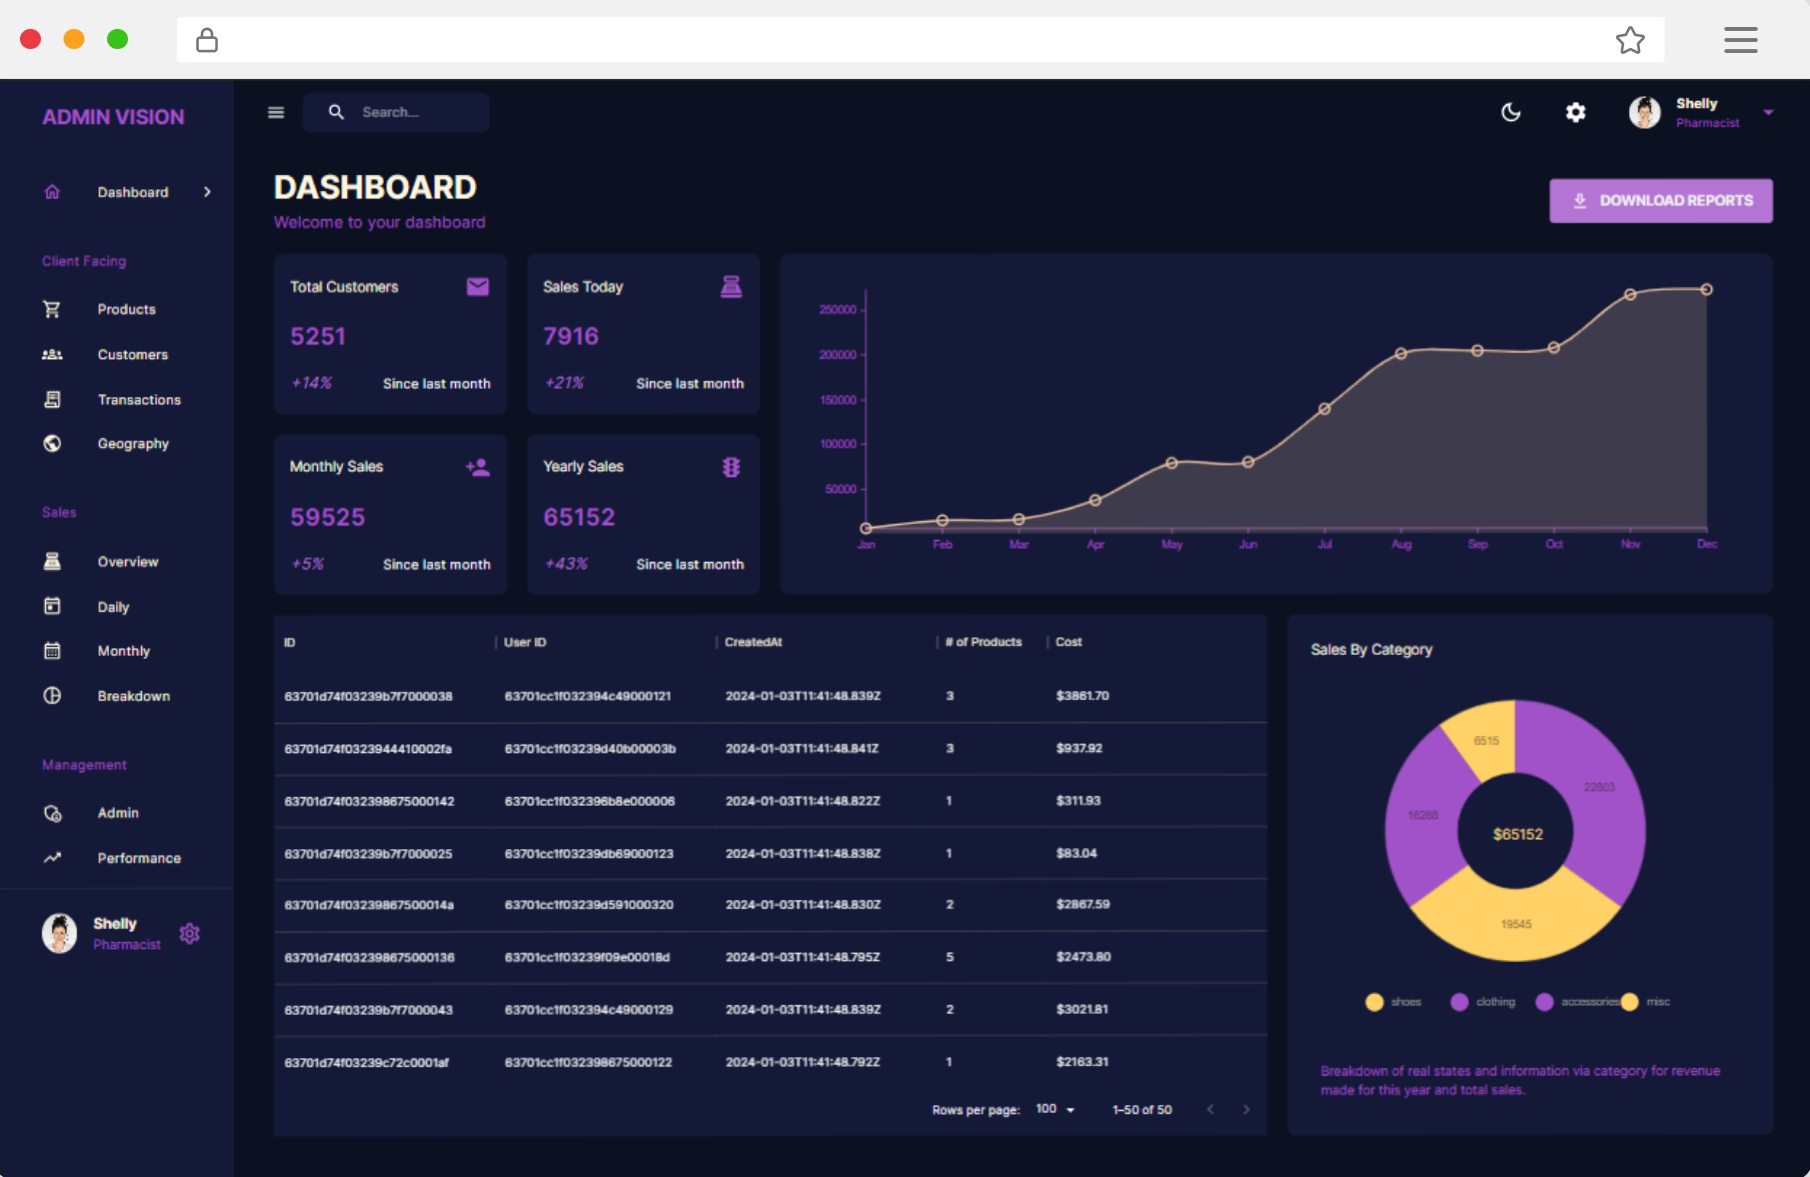 ADMIN VISION
Dashboard
Client Facing
Products
Customers
Transactions
Geography
Sales
Overview
Daily
Monthly
Breakdown
Management
Admin
Performance
Shelly
Pharmacist
Search...
Shelly
Pharmacist
DASHBOARD
Welcome to your dashboard
DOWNLOAD REPORTS
Total Customers
5251
+14% Since last month
Sales Today
7916
+21% Since last month
Monthly Sales
59525
+5% Since last month
Yearly Sales
65152
+43% Since last month
250000
200000
150000
100000
50000
Jan Feb Mar Apr May Jun Jul Aug Sep Oct Nov Dec
ID User ID CreatedAt # of Products Cost
63701d74f03239b7f7000038 63701cc1f032394c49000121 2024-01-03T11:41:48.839Z 3 $3861.70
63701d74f0323944410002fa 63701cc1f03239d40b00003b 2024-01-03T11:41:48.841Z 3 $937.92
63701d74f032398675000142 63701cc1f032396b8e000006 2024-01-03T11:41:48.822Z 1 $311.93
63701d74f03239b7f7000025 63701cc1f03239db69000123 2024-01-03T11:41:48.838Z 1 $83.04
63701d74f03239867500014a 63701cc1f03239d591000320 2024-01-03T11:41:48.830Z 2 $2867.59
63701d74f032398675000136 63701cc1f03239f09e00018d 2024-01-03T11:41:48.795Z 5 $2473.80
63701d74f03239b7f7000043 63701cc1f032394c49000129 2024-01-03T11:41:48.839Z 2 $3021.81
63701d74f03239c72c0001af 63701cc1f032398675000122 2024-01-03T11:41:48.792Z 1 $2163.31
Rows per page: 100 1–50 of 50
Sales By Category
6515
22803
16288
$65152
19545
shoes clothing accessories misc
Breakdown of real states and information via category for revenue
made for this year and total sales.